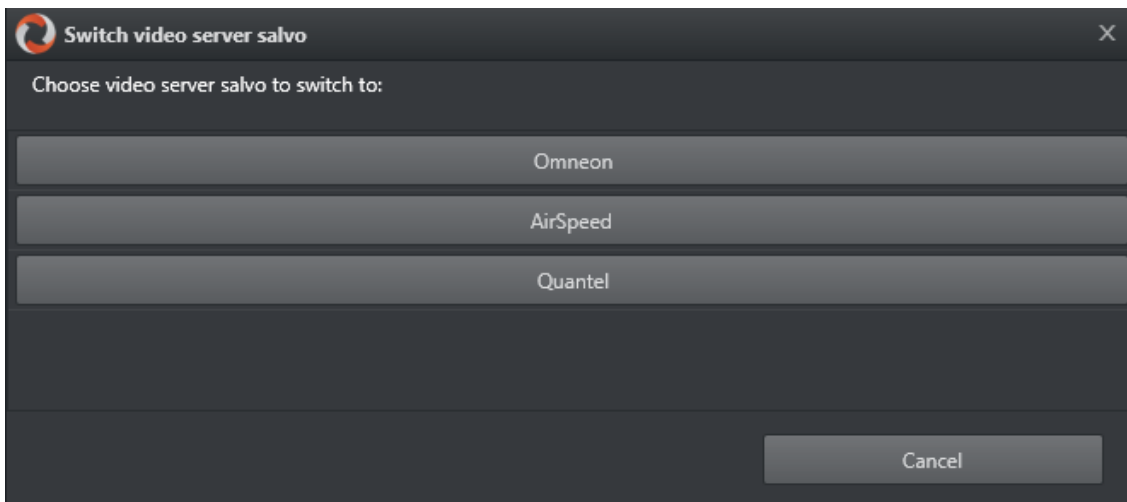 Switch video server salvo
X
Choose video server salvo to switch to:
Omneon
AirSpeed
Quantel
Cancel